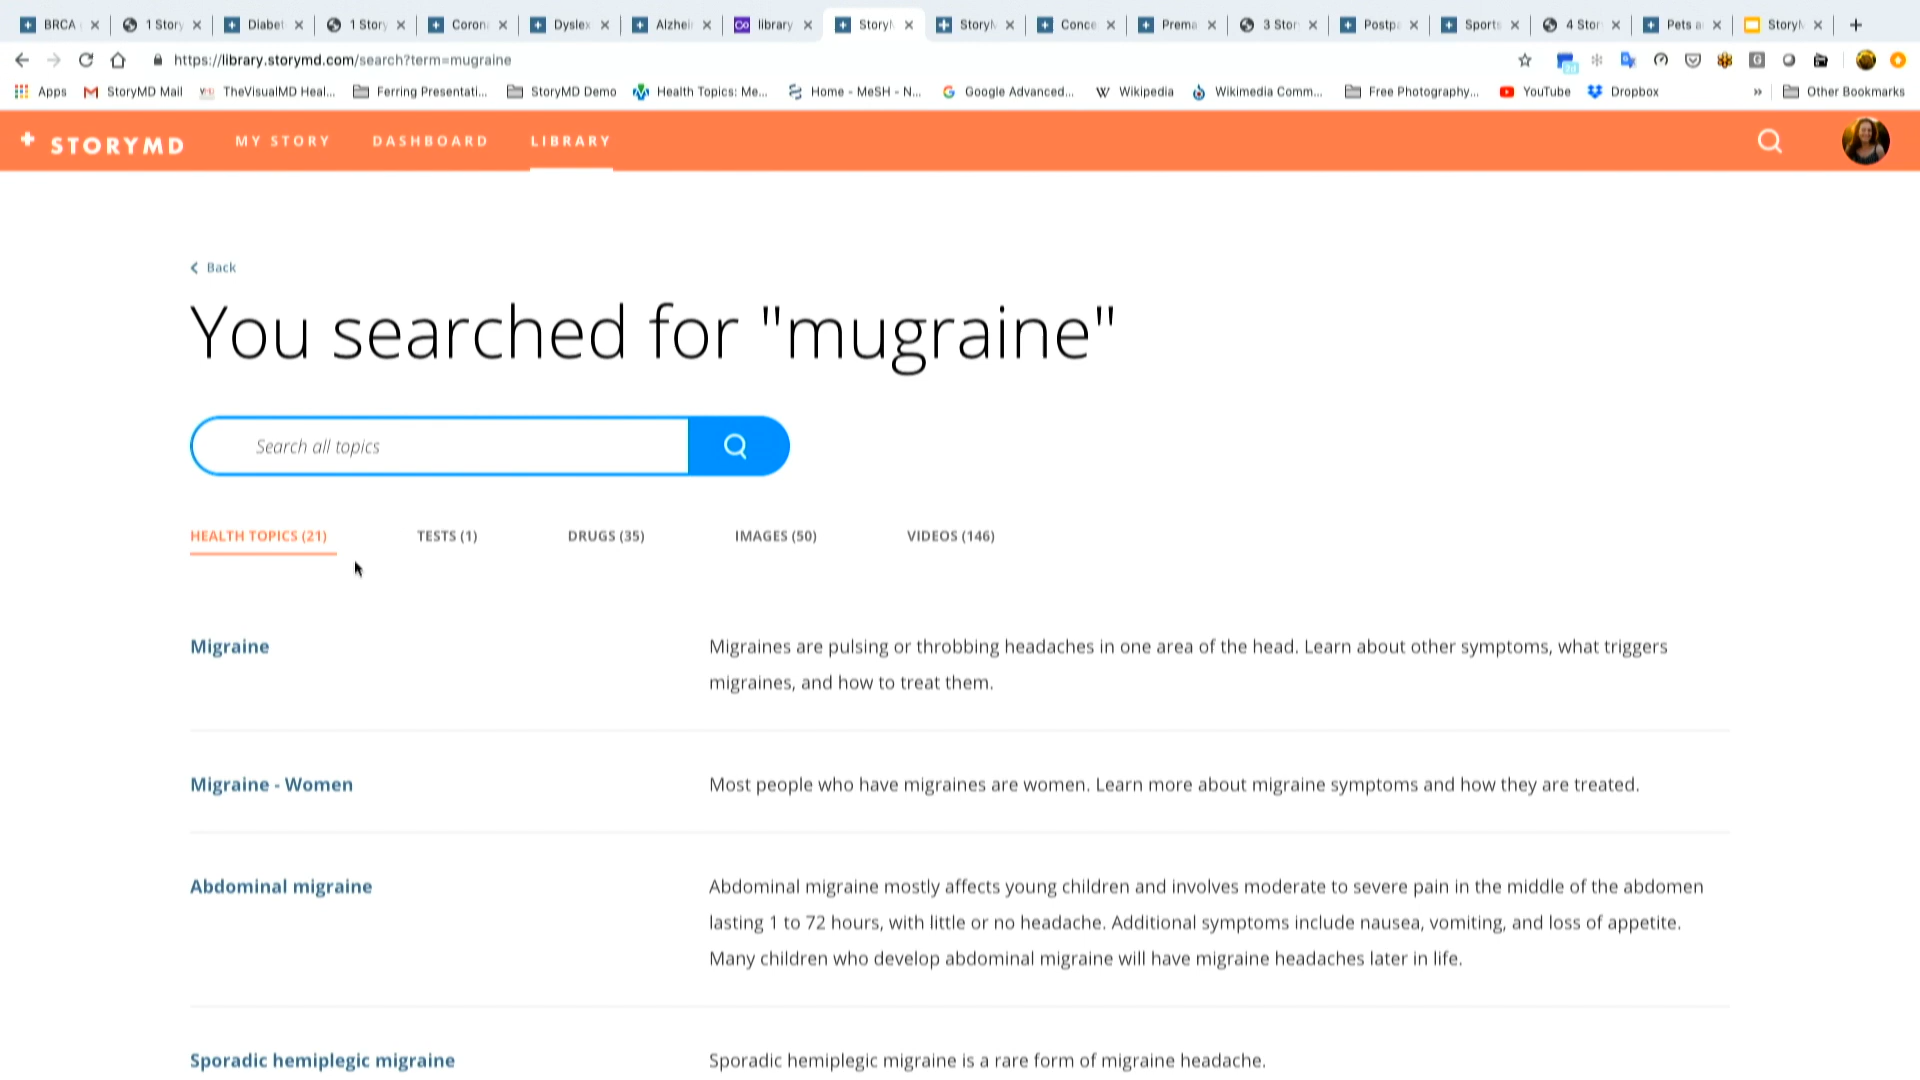 BRCA
1 Story
Diabet
1 Story
Coron
Dyslex
Alzhei
library
StoryM
StoryM
Conce
Prema
3 Stor
Postp
Sports
4 Stor
Pets a
StoryM
https://library.storymd.com/search?term=mugraine
Apps
StoryMD Mail
TheVisualMD Heal...
Ferring Presentati...
StoryMD Demo
Health Topics: Me...
Home - MeSH - N...
Google Advanced...
Wikipedia
Wikimedia Comm...
Free Photography...
YouTube
Dropbox
»
Other Bookmarks
STORYMD
MY STORY
DASHBOARD
LIBRARY
Back
You searched for "mugraine"
Search all topics
HEALTH TOPICS (21)
TESTS (1)
DRUGS (35)
IMAGES (50)
VIDEOS (146)
Migraine
Migraines are pulsing or throbbing headaches in one area of the head. Learn about other symptoms, what triggers
migraines, and how to treat them.
Migraine - Women
Most people who have migraines are women. Learn more about migraine symptoms and how they are treated.
Abdominal migraine
Abdominal migraine mostly affects young children and involves moderate to severe pain in the middle of the abdomen
lasting 1 to 72 hours, with little or no headache. Additional symptoms include nausea, vomiting, and loss of appetite.
Many children who develop abdominal migraine will have migraine headaches later in life.
Sporadic hemiplegic migraine
Sporadic hemiplegic migraine is a rare form of migraine headache.